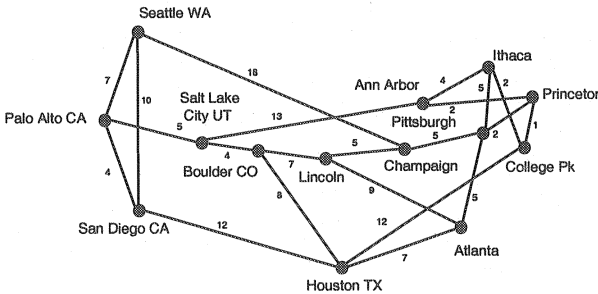 Seattle WA
Ithaca
18
4
2
7
Ann Arbor
5
Princeton
10
Salt Lake
City UT
13
2
Pittsburgh
1
Palo Alto CA
5
5
5
2
4
7
Champaign
College Pk
Boulder CO
Lincoln
4
9
8
12
5
San Diego CA
12
Atlanta
7
Houston TX